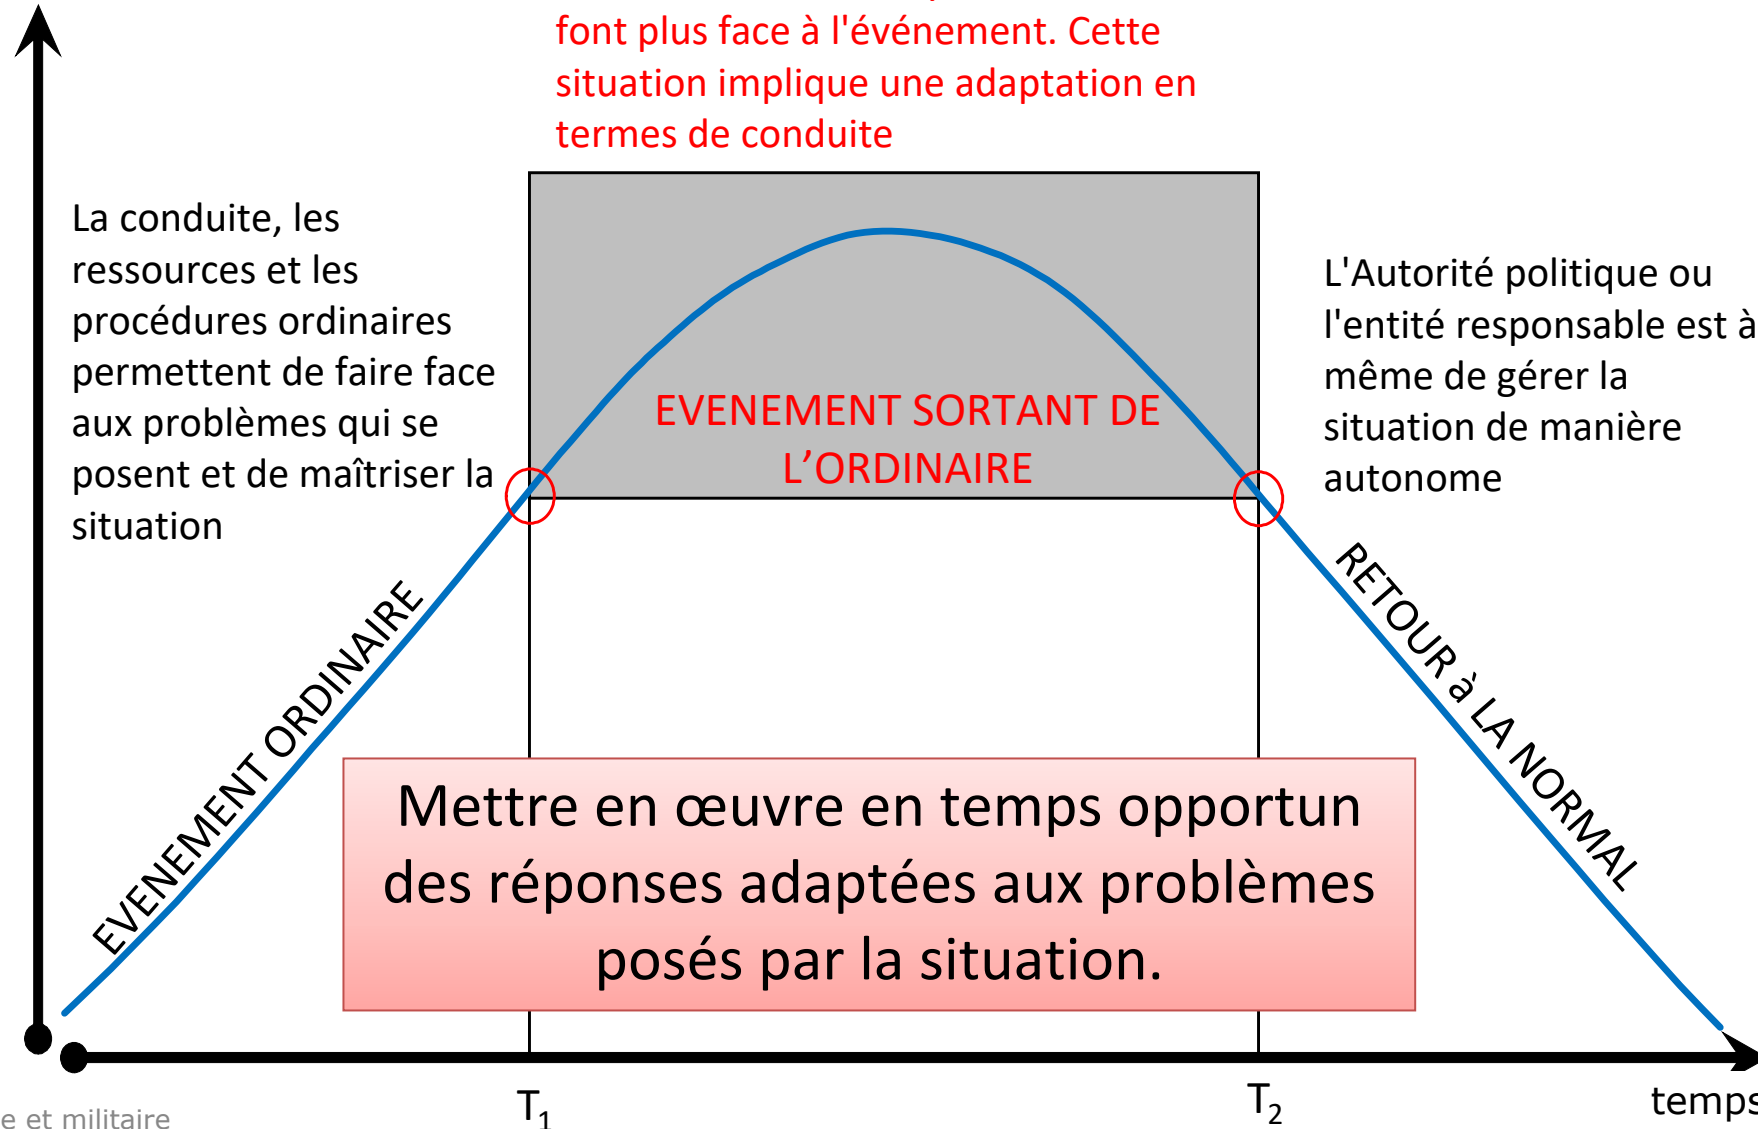 font plus face à l'événement. Cette
situation implique une adaptation en
termes de conduite
La conduite, les
ressources et les
procédures ordinaires
permettent de faire face
aux problèmes qui se
posent et de maîtriser la
situation
L'Autorité politique ou
l'entité responsable est à
même de gérer la
situation de manière
autonome
EVENEMENT SORTANT DE
L’ORDINAIRE
EVENEMENT ORDINAIRE
RETOUR à LA NORMAL
Mettre en œuvre en temps opportun
des réponses adaptées aux problèmes
posés par la situation.
T1
T2
temps
e et militaire